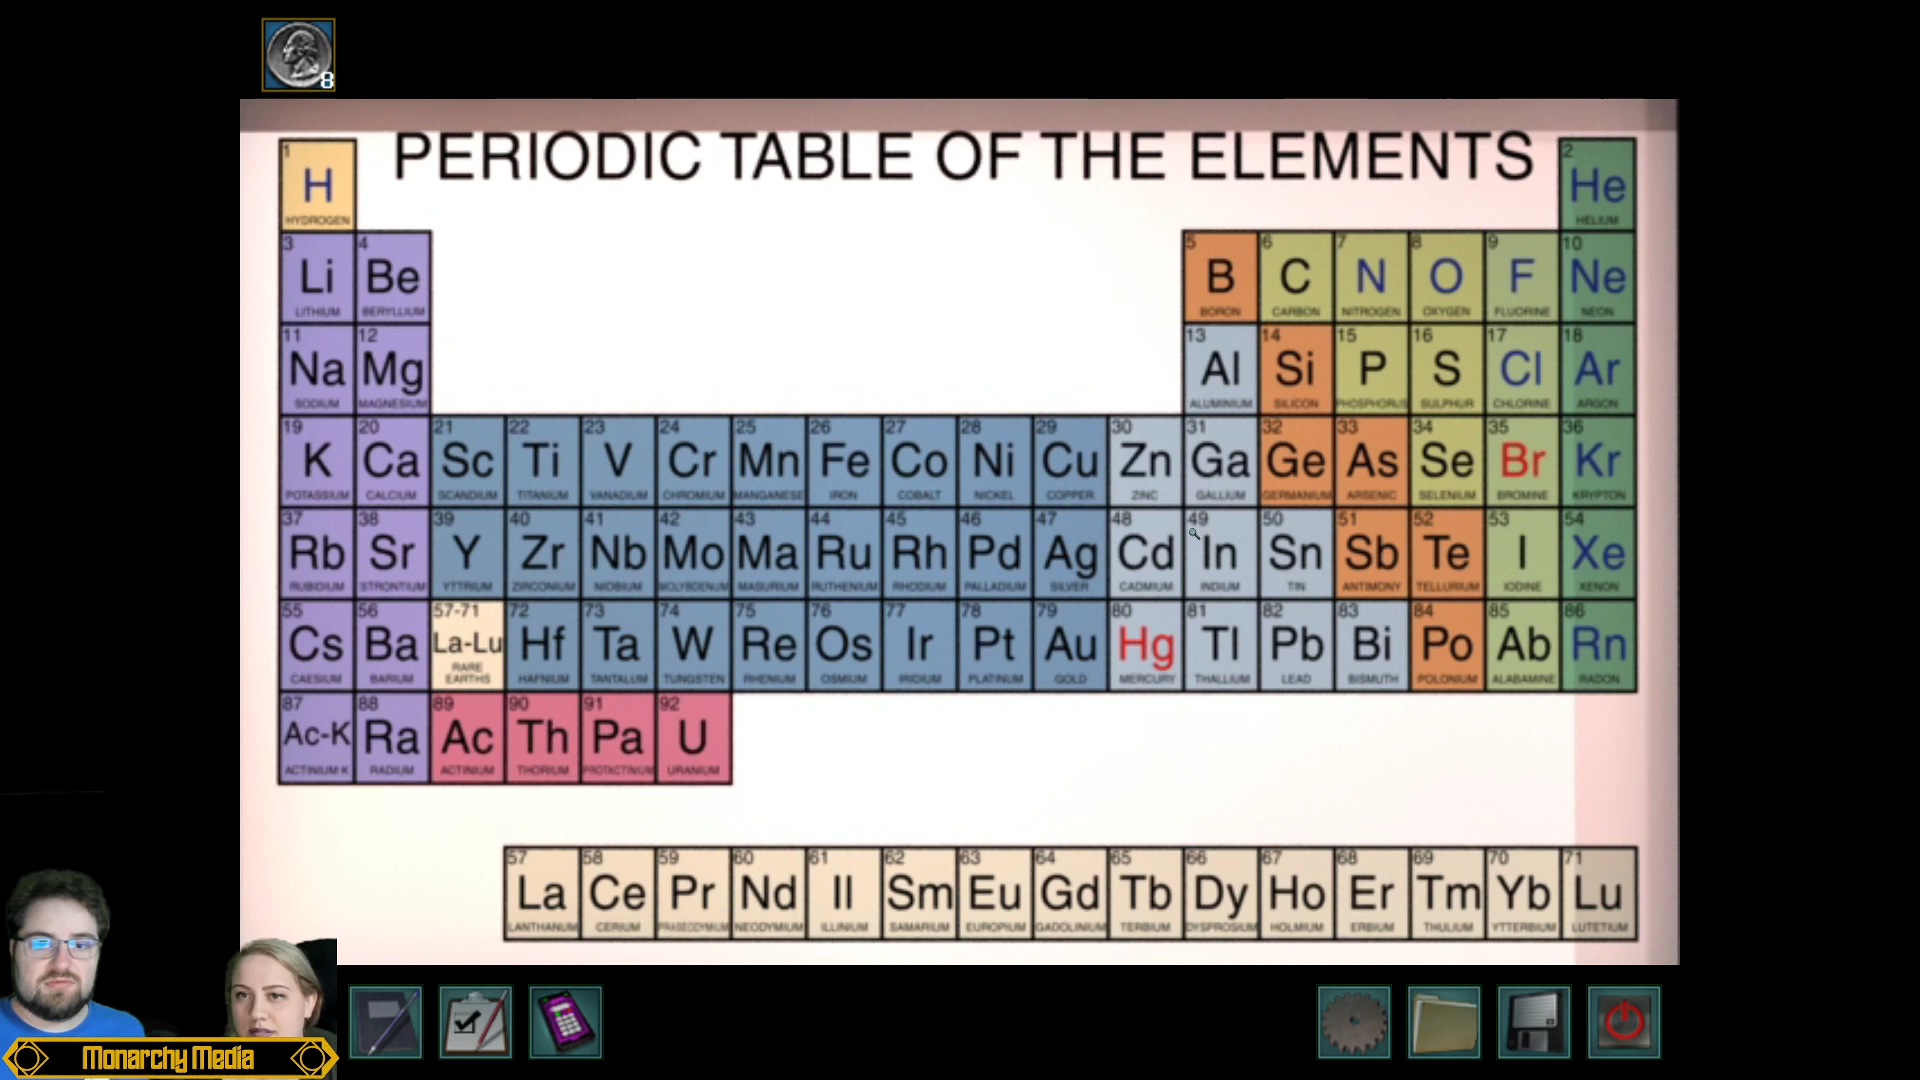 8
PERIODIC TABLE OF THE ELEMENTS
1 2
H He
HYDROGEN HELIUM
3 4 5 6 7 8 9 10
Li Be B C N O F Ne
LITHIUM BERYLLIUM BORON CARBON NITROGEN OXYGEN FLUORINE NEON
11 12 13 14 15 16 17 18
Na Mg Al Si P S Cl Ar
SODIUM MAGNESIUM ALUMINIUM SILICON PHOSPHORUS SULPHUR CHLORINE ARGON
19 20 21 22 23 24 25 26 27 28 29 30 31 32 33 34 35 36
K Ca Sc Ti V Cr Mn Fe Co Ni Cu Zn Ga Ge As Se Br Kr
POTASSIUM CALCIUM SCANDIUM TITANIUM VANADIUM CHROMIUM MANGANESE IRON COBALT NICKEL COPPER ZINC GALLIUM GERMANIUM ARSENIC SELENIUM BROMINE KRYPTON
37 38 39 40 41 42 43 44 45 46 47 48 49 50 51 52 53 54
Rb Sr Y Zr Nb Mo Ma Ru Rh Pd Ag Cd In Sn Sb Te I Xe
RUBIDIUM STRONTIUM YTTRIUM ZIRCONIUM NIOBIUM MOLYBDENUM MASURIUM RUTHENIUM RHODIUM PALLADIUM SILVER CADMIUM INDIUM TIN ANTIMONY TELLURIUM IODINE XENON
55 56 57-71 72 73 74 75 76 77 78 79 80 81 82 83 84 85 86
Cs Ba La-Lu Hf Ta W Re Os Ir Pt Au Hg Tl Pb Bi Po Ab Rn
CAESIUM BARIUM RARE EARTHS HAFNIUM TANTALUM TUNGSTEN RHENIUM OSMIUM IRIDIUM PLATINUM GOLD MERCURY THALLIUM LEAD BISMUTH POLONIUM ALABAMINE RADON
87 88 89 90 91 92
Ac-K Ra Ac Th Pa U
ACTINIUM K RADIUM ACTINIUM THORIUM PROTACTINIUM URANIUM
57 58 59 60 61 62 63 64 65 66 67 68 69 70 71
La Ce Pr Nd Il Sm Eu Gd Tb Dy Ho Er Tm Yb Lu
LANTHANUM CERIUM PRASEODYMIUM NEODYMIUM ILLINIUM SAMARIUM EUROPIUM GADOLINIUM TERBIUM DYSPROSIUM HOLMIUM ERBIUM THULIUM YTTERBIUM LUTETIUM
Monarchy Media